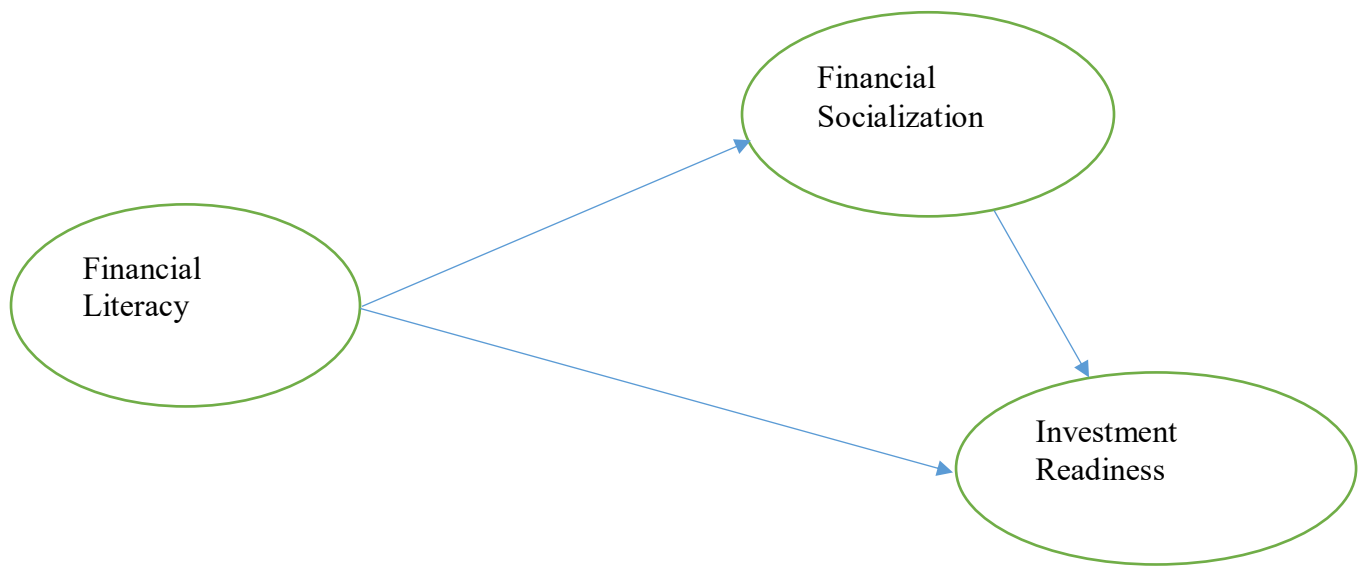 Financial
Socialization
Financial
Literacy
Investment
Readiness